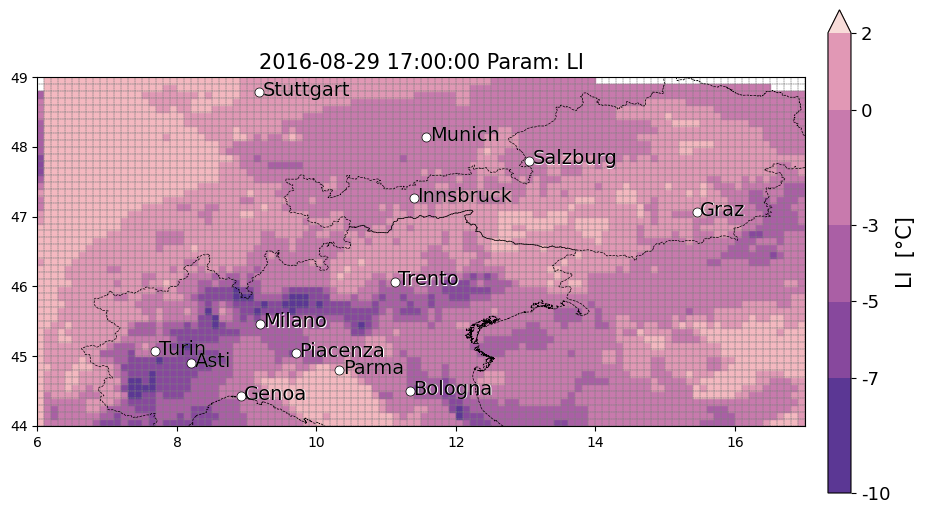 2016-08-29 17:00:00 Param: LI
49
48
47
46
45
44
6 8 10 12 14 16
Stuttgart
Munich
Salzburg
Innsbruck
Graz
Trento
Milano
Turin
Asti
Piacenza
Parma
Genoa
Bologna
2
0
-3
-5
-7
-10
LI [°C]